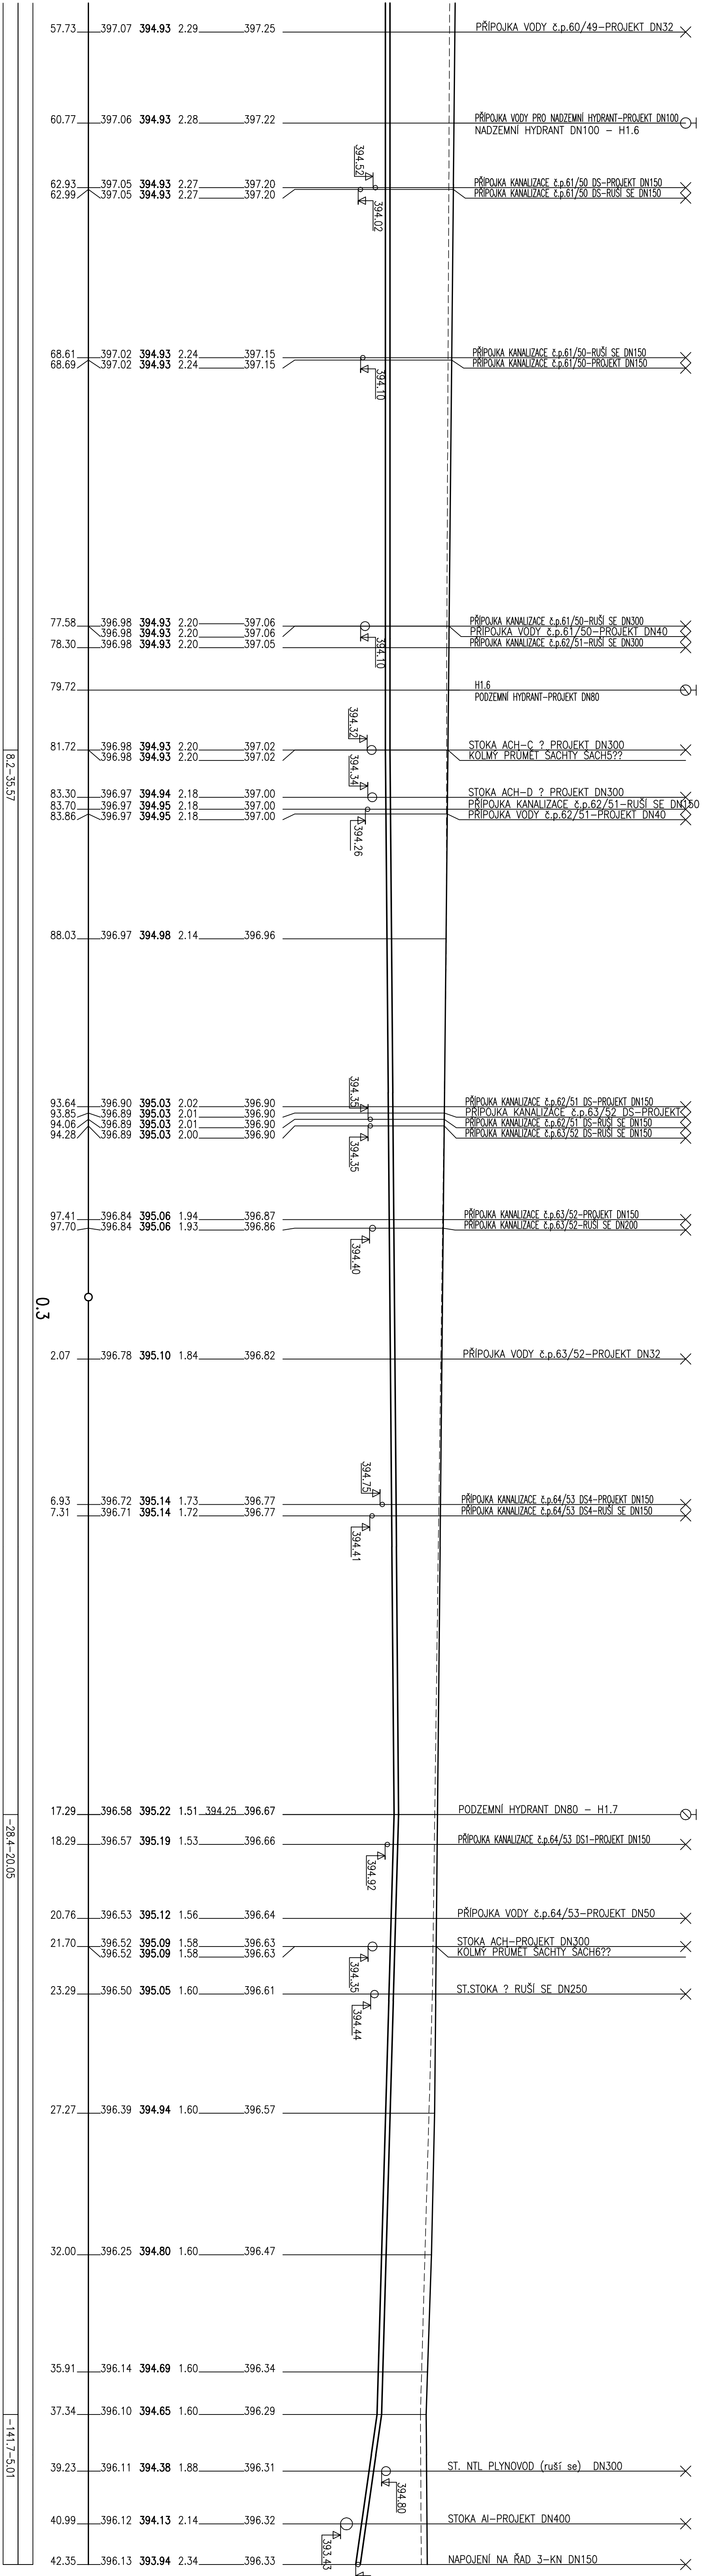 57.73 397.07 394.93 2.29 397.25 PŘÍPOJKA VODY č.p.60/49-PROJEKT DN32
60.77 397.06 394.93 2.28 397.22 PŘÍPOJKA VODY PRO NADZEMNÍ HYDRANT-PROJEKT DN100
NADZEMNÍ HYDRANT DN100 - H1.6
394.52
62.93 397.05 394.93 2.27 397.20 PŘÍPOJKA KANALIZACE č.p.61/50 DS-PROJEKT DN150
62.99 397.05 394.93 2.27 397.20 PŘÍPOJKA KANALIZACE č.p.61/50 DS-RUŠÍ SE DN150
394.02
68.61 397.02 394.93 2.24 397.15 PŘÍPOJKA KANALIZACE č.p.61/50-RUŠÍ SE DN150
68.69 397.02 394.93 2.24 397.15 PŘÍPOJKA KANALIZACE č.p.61/50-PROJEKT DN150
394.10
77.58 396.98 394.93 2.20 397.06 PŘÍPOJKA KANALIZACE č.p.61/50-RUŠÍ SE DN300
396.98 394.93 2.20 397.06 PŘÍPOJKA VODY č.p.61/50-PROJEKT DN40
78.30 396.98 394.93 2.20 397.05 PŘÍPOJKA KANALIZACE č.p.62/51-RUŠÍ SE DN300
394.10
79.72 H1.6
PODZEMNÍ HYDRANT-PROJEKT DN80
394.32
81.72 396.98 394.93 2.20 397.02 STOKA ACH-C ? PROJEKT DN300
396.98 394.93 2.20 397.02 KOLMÝ PRŮMĚT ŠACHTY ŠACH5??
8.2-35.57
394.34
83.30 396.97 394.94 2.18 397.00 STOKA ACH-D ? PROJEKT DN300
83.70 396.97 394.95 2.18 397.00 PŘÍPOJKA KANALIZACE č.p.62/51-RUŠÍ SE DN150
83.86 396.97 394.95 2.18 397.00 PŘÍPOJKA VODY č.p.62/51-PROJEKT DN40
394.26
88.03 396.97 394.98 2.14 396.96
394.35
93.64 396.90 395.03 2.02 396.90 PŘÍPOJKA KANALIZACE č.p.62/51 DS-PROJEKT DN150
93.85 396.89 395.03 2.01 396.90 PŘÍPOJKA KANALIZACE č.p.63/52 DS-PROJEKT
94.06 396.89 395.03 2.01 396.90 PŘÍPOJKA KANALIZACE č.p.62/51 DS-RUŠÍ SE DN150
94.28 396.89 395.03 2.00 396.90 PŘÍPOJKA KANALIZACE č.p.63/52 DS-RUŠÍ SE DN150
394.35
97.41 396.84 395.06 1.94 396.87 PŘÍPOJKA KANALIZACE č.p.63/52-PROJEKT DN150
97.70 396.84 395.06 1.93 396.86 PŘÍPOJKA KANALIZACE č.p.63/52-RUŠÍ SE DN200
394.40
0.3
2.07 396.78 395.10 1.84 396.82 PŘÍPOJKA VODY č.p.63/52-PROJEKT DN32
394.75
6.93 396.72 395.14 1.73 396.77 PŘÍPOJKA KANALIZACE č.p.64/53 DS4-PROJEKT DN150
7.31 396.71 395.14 1.72 396.77 PŘÍPOJKA KANALIZACE č.p.64/53 DS4-RUŠÍ SE DN150
394.41
17.29 396.58 395.22 1.51 394.25 396.67 PODZEMNÍ HYDRANT DN80 - H1.7
-28.4-20.05
18.29 396.57 395.19 1.53 396.66 PŘÍPOJKA KANALIZACE č.p.64/53 DS1-PROJEKT DN150
394.92
20.76 396.53 395.12 1.56 396.64 PŘÍPOJKA VODY č.p.64/53-PROJEKT DN50
21.70 396.52 395.09 1.58 396.63 STOKA ACH-PROJEKT DN300
396.52 395.09 1.58 396.63 KOLMÝ PRŮMĚT ŠACHTY ŠACH6??
394.35
23.29 396.50 395.05 1.60 396.61 ST.STOKA ? RUŠÍ SE DN250
394.44
27.27 396.39 394.94 1.60 396.57
32.00 396.25 394.80 1.60 396.47
35.91 396.14 394.69 1.60 396.34
37.34 396.10 394.65 1.60 396.29
-141.7-5.01
39.23 396.11 394.38 1.88 396.31 ST. NTL PLYNOVOD (ruší se) DN300
394.80
40.99 396.12 394.13 2.14 396.32 STOKA AI-PROJEKT DN400
393.43
42.35 396.13 393.94 2.34 396.33 NAPOJENÍ NA ŘAD 3-KN DN150